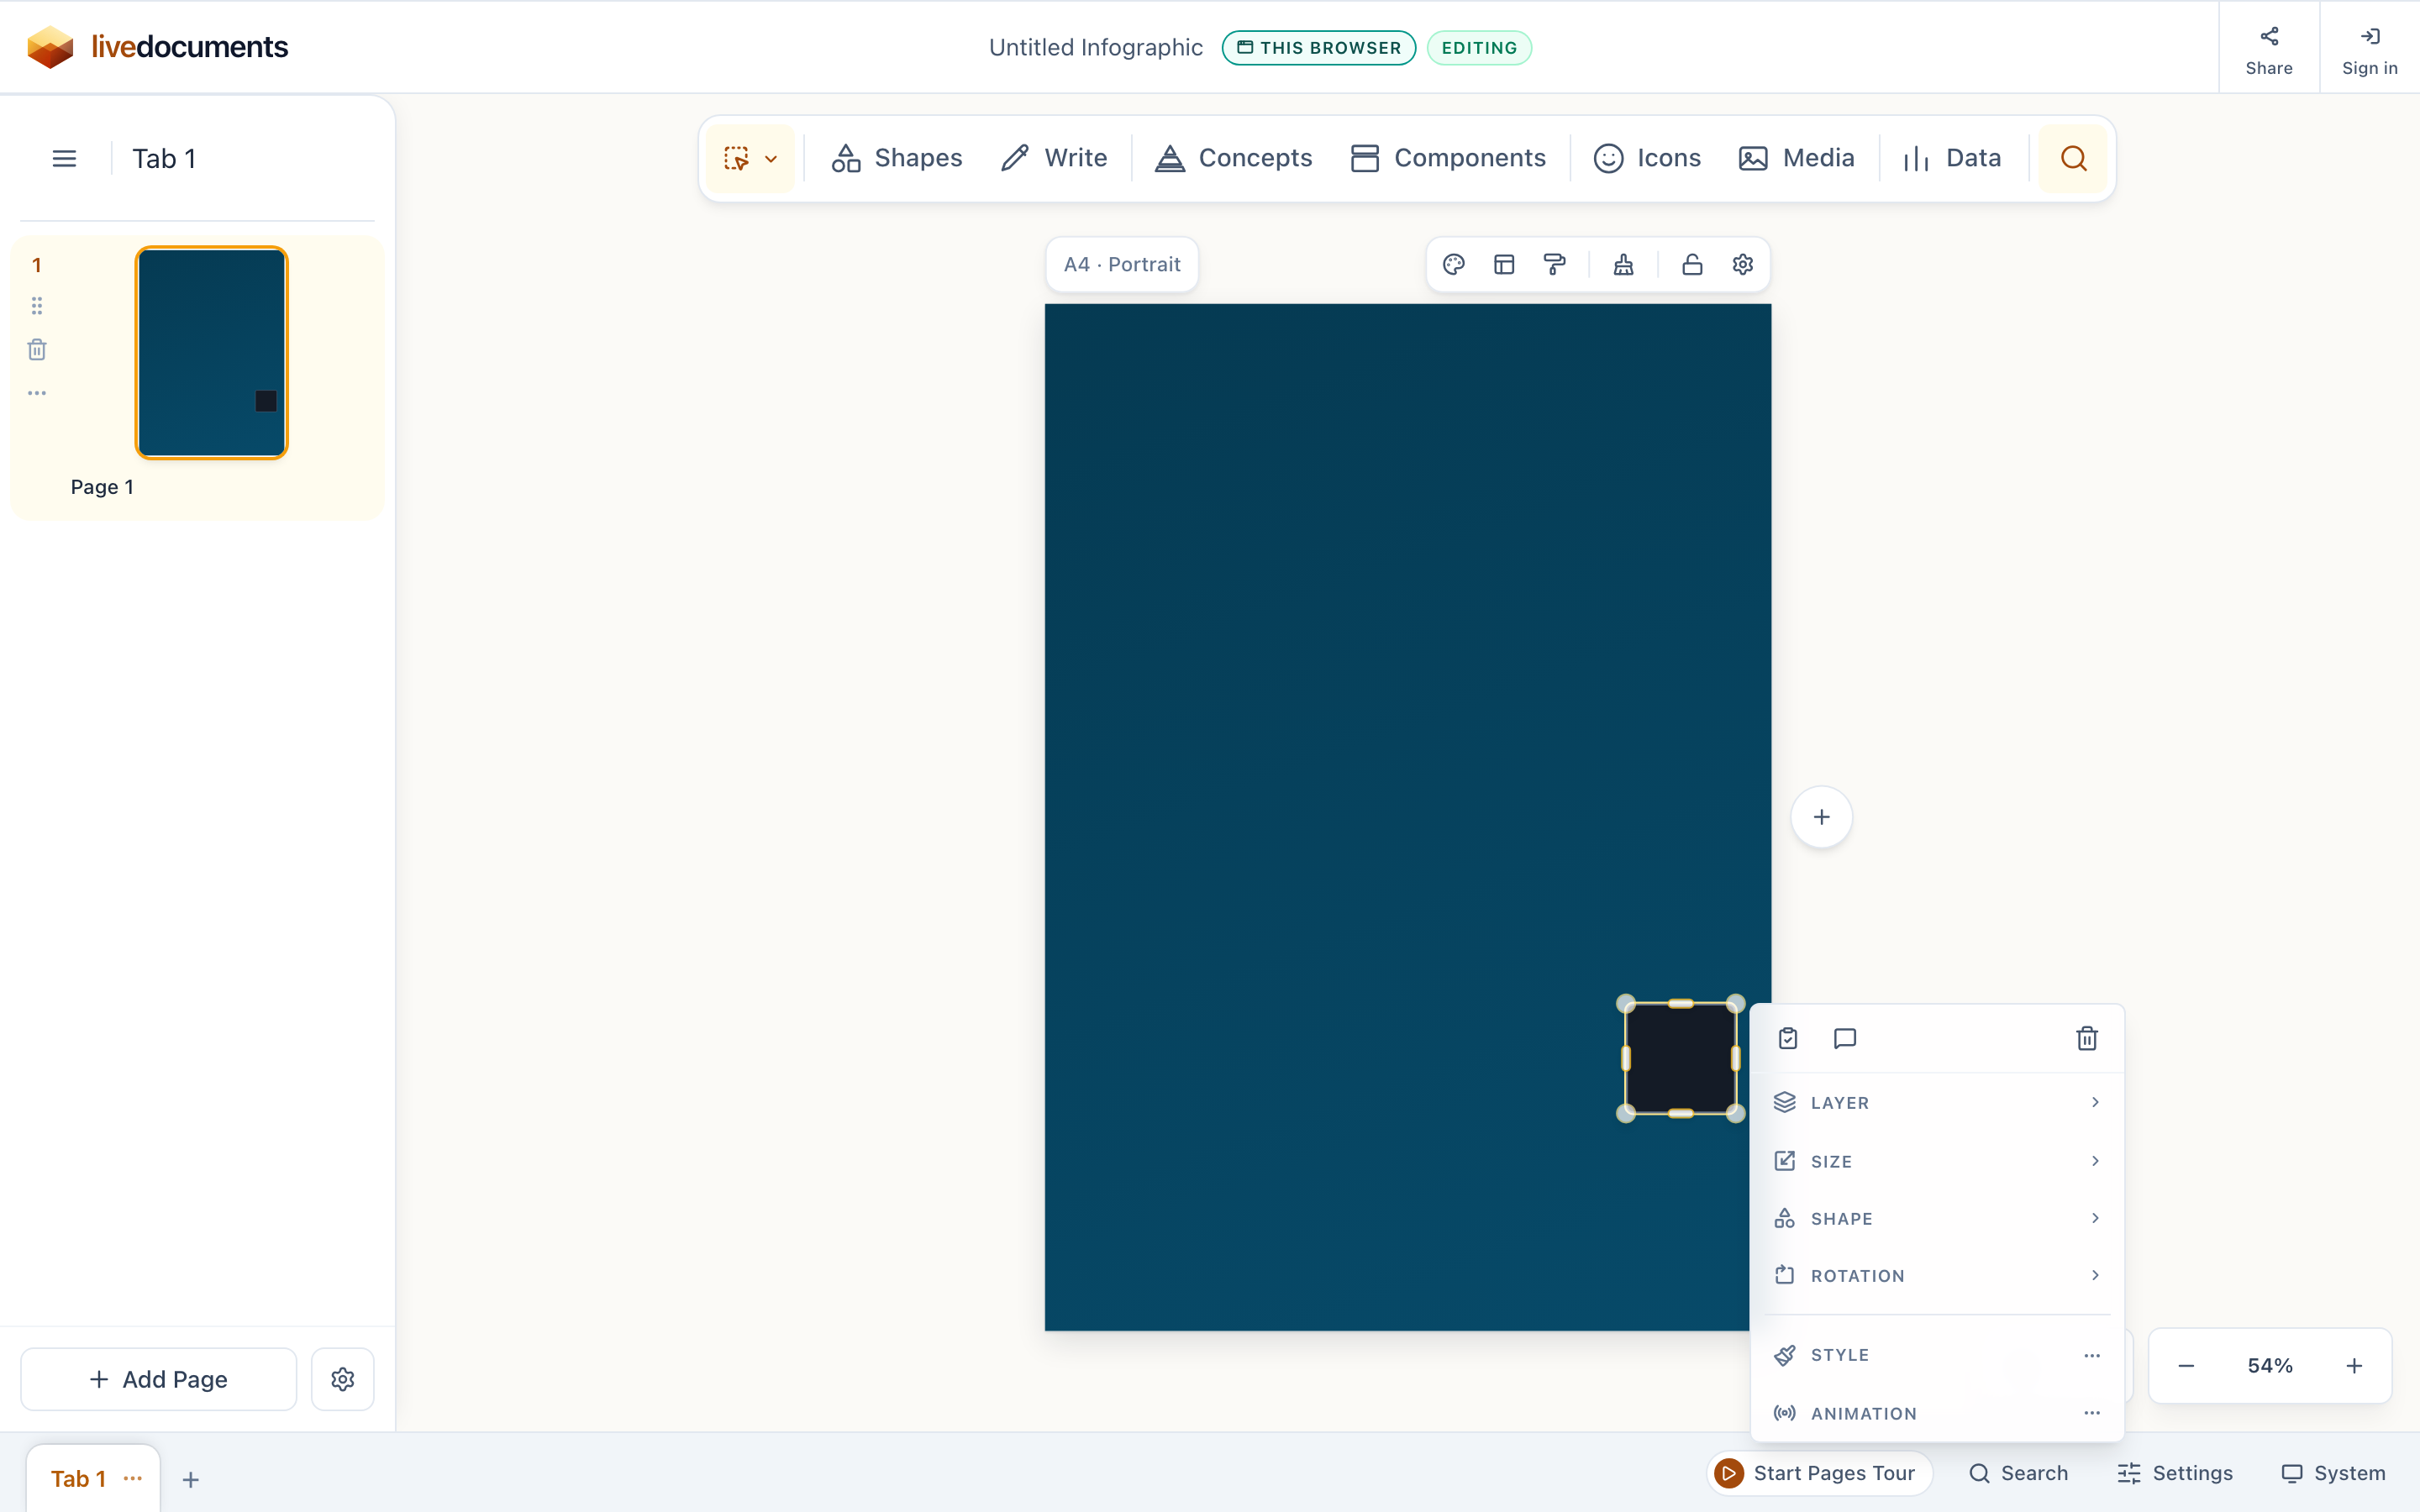 livedocuments
Untitled Infographic
THIS BROWSER
EDITING
Share
Sign in
Tab 1
Shapes
Write
Concepts
Components
Icons
Media
Data
1
Page 1
A4 · Portrait
LAYER
SIZE
SHAPE
ROTATION
STYLE
ANIMATION
Add Page
54%
Tab 1
Start Pages Tour
Search
Settings
System